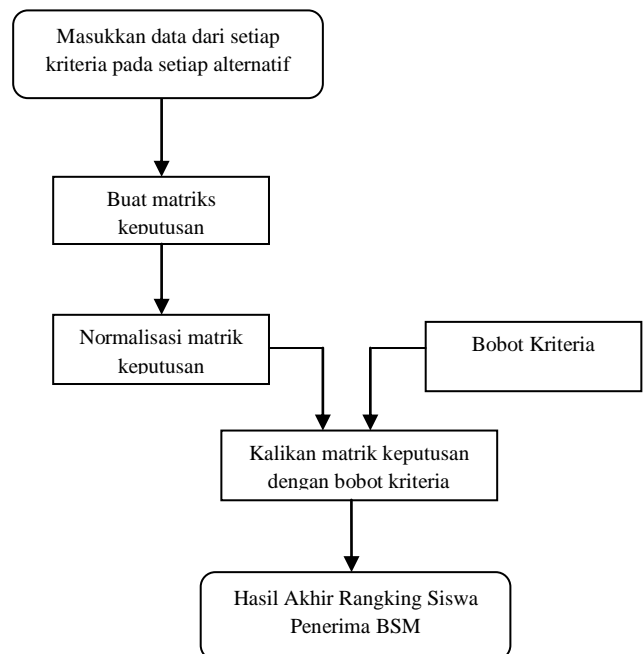 Masukkan data dari setiap
kriteria pada setiap alternatif
Buat matriks
keputusan
Normalisasi matrik
keputusan
Bobot Kriteria
Kalikan matrik keputusan
dengan bobot kriteria
Hasil Akhir Rangking Siswa
Penerima BSM